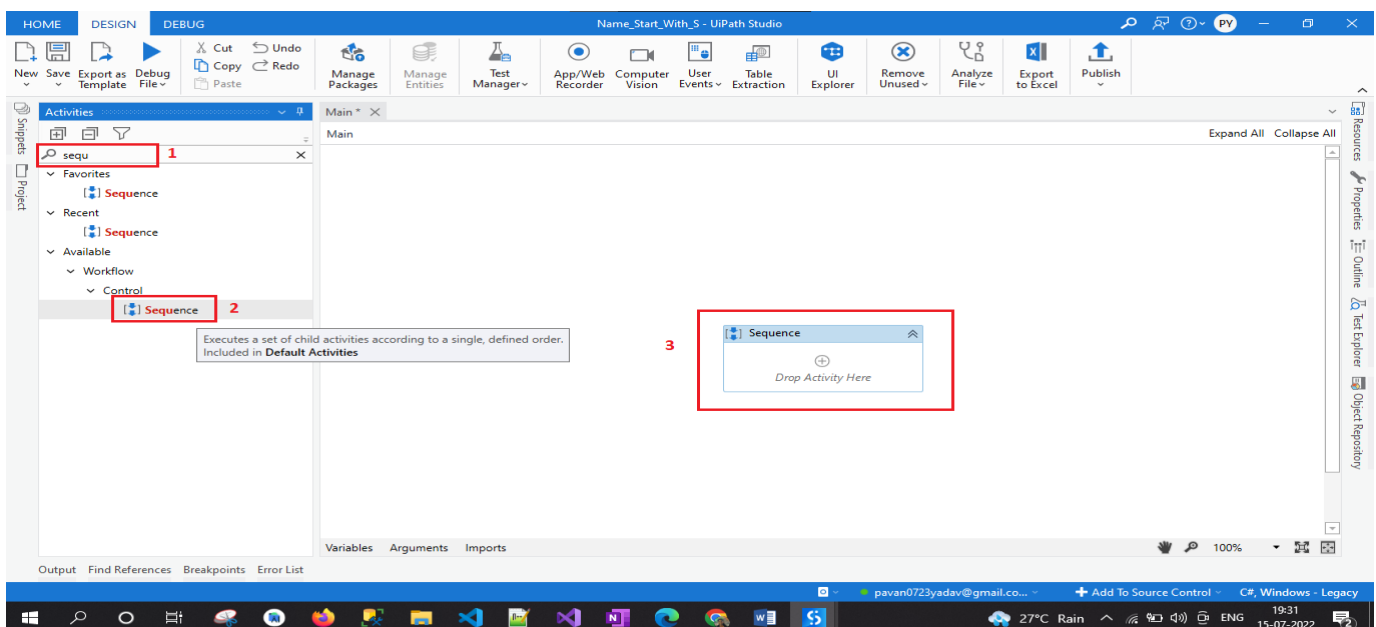 HOME DESIGN DEBUG Name_Start_With_S - UiPath Studio PY
Cut Undo
Copy Redo
Paste
New Save Export as Template Debug File
Manage Packages
Manage Entities
Test Manager
App/Web Recorder
Computer Vision
User Events
Table Extraction
UI Explorer
Remove Unused
Analyze File
Export to Excel
Publish
Snippets
Project
Activities
sequ
1
Favorites
Sequence
Recent
Sequence
Available
Workflow
Control
Sequence
2
Executes a set of child activities according to a single, defined order.
Included in Default Activities
Main *
Main Expand All Collapse All
3
Sequence
Drop Activity Here
Resources
Properties
Outline
Test Explorer
Object Repository
Variables Arguments Imports 100%
Output Find References Breakpoints Error List
pavan0723yadav@gmail.co... Add To Source Control C#, Windows - Legacy
27°C Rain ENG 19:31
15-07-2022 2